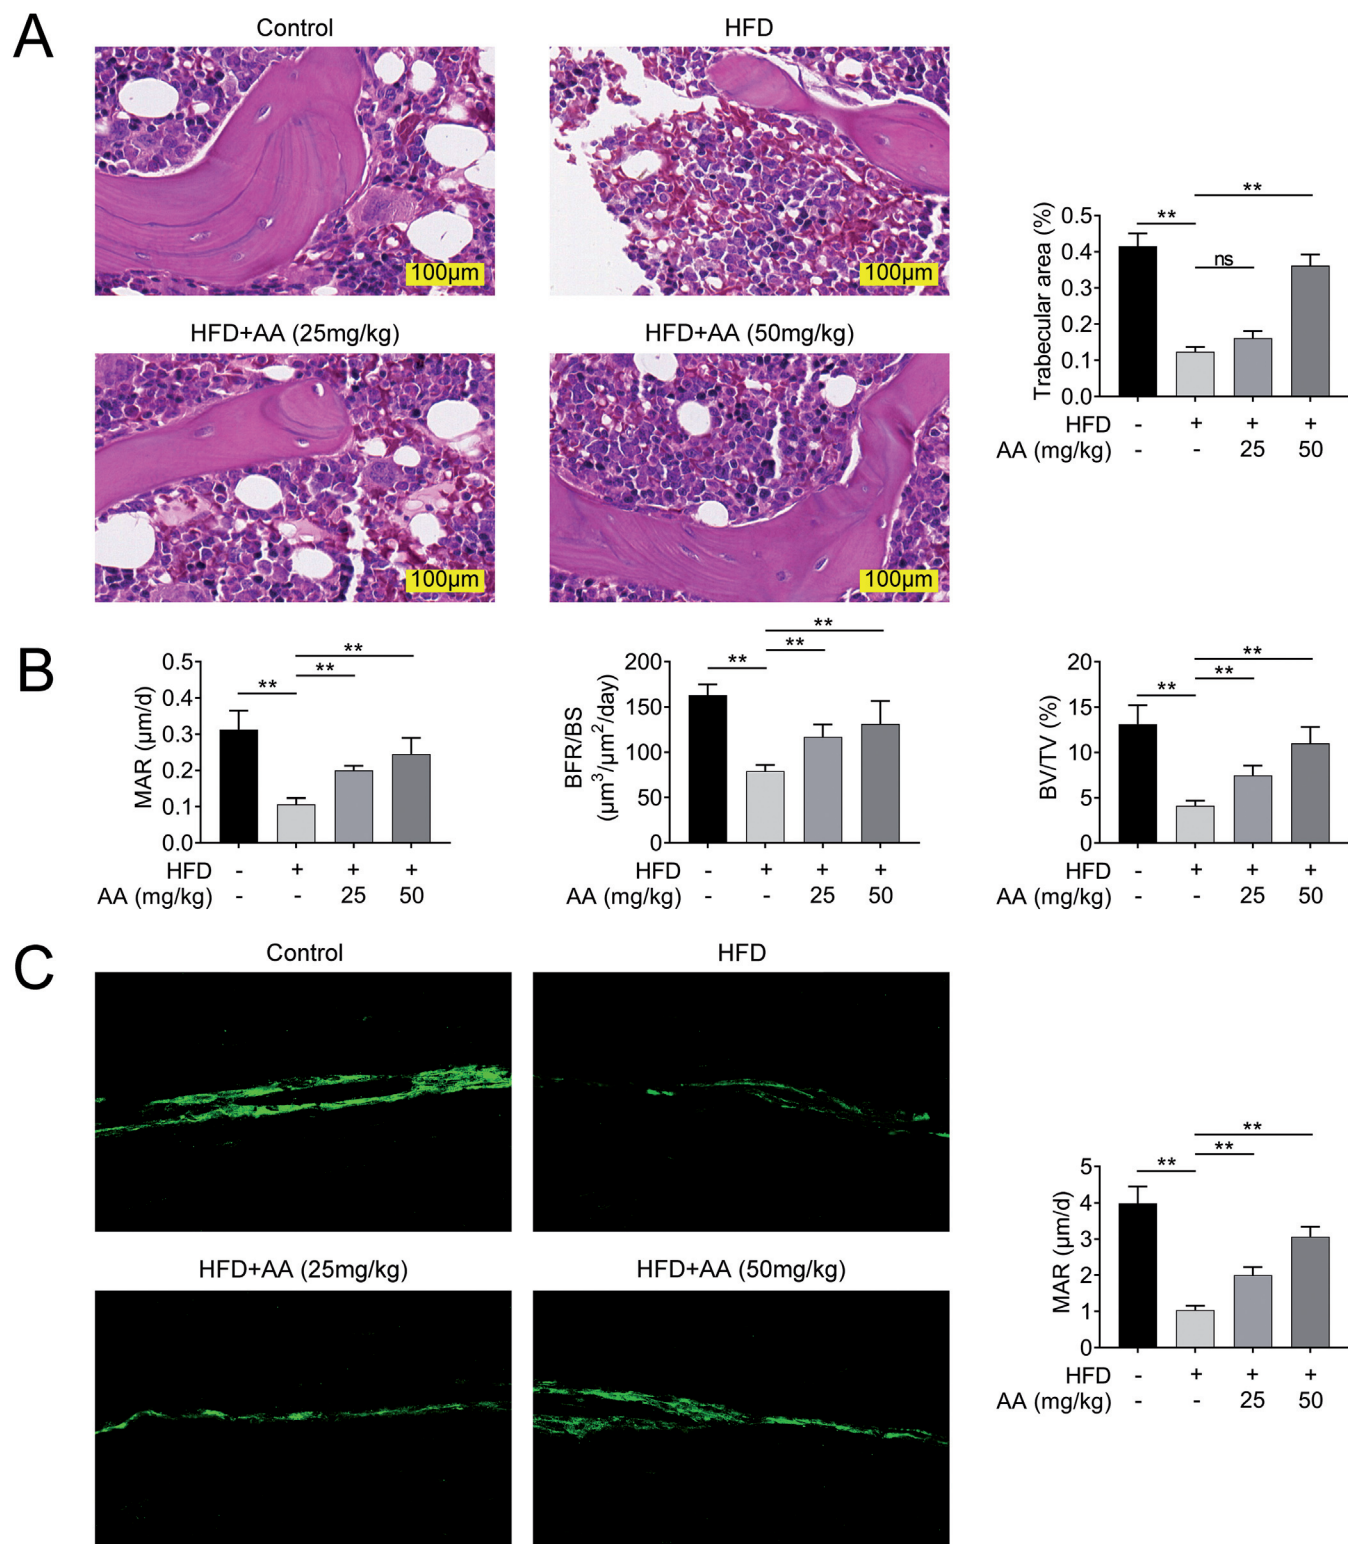 A
Control
HFD
100µm
100µm
HFD+AA (25mg/kg)
HFD+AA (50mg/kg)
100µm
100µm
Trabecular area (%)
0.5
0.4
0.3
0.2
0.1
0.0
**
**
ns
HFD - + + +
AA (mg/kg) - - 25 50
B
MAR (µm/d)
0.5
0.3
0.2
0.1
0.0
**
**
**
HFD - + + +
AA (mg/kg) - - 25 50
BFR/BS
(µm³/µm²/day)
200
150
100
50
0
**
**
**
HFD - + + +
AA (mg/kg) - - 25 50
BV/TV (%)
20
15
10
5
0
**
**
**
HFD - + + +
AA (mg/kg) - - 25 50
C
Control
HFD
HFD+AA (25mg/kg)
HFD+AA (50mg/kg)
MAR (µm/d)
5
4
3
2
1
0
**
**
**
HFD - + + +
AA (mg/kg) - - 25 50